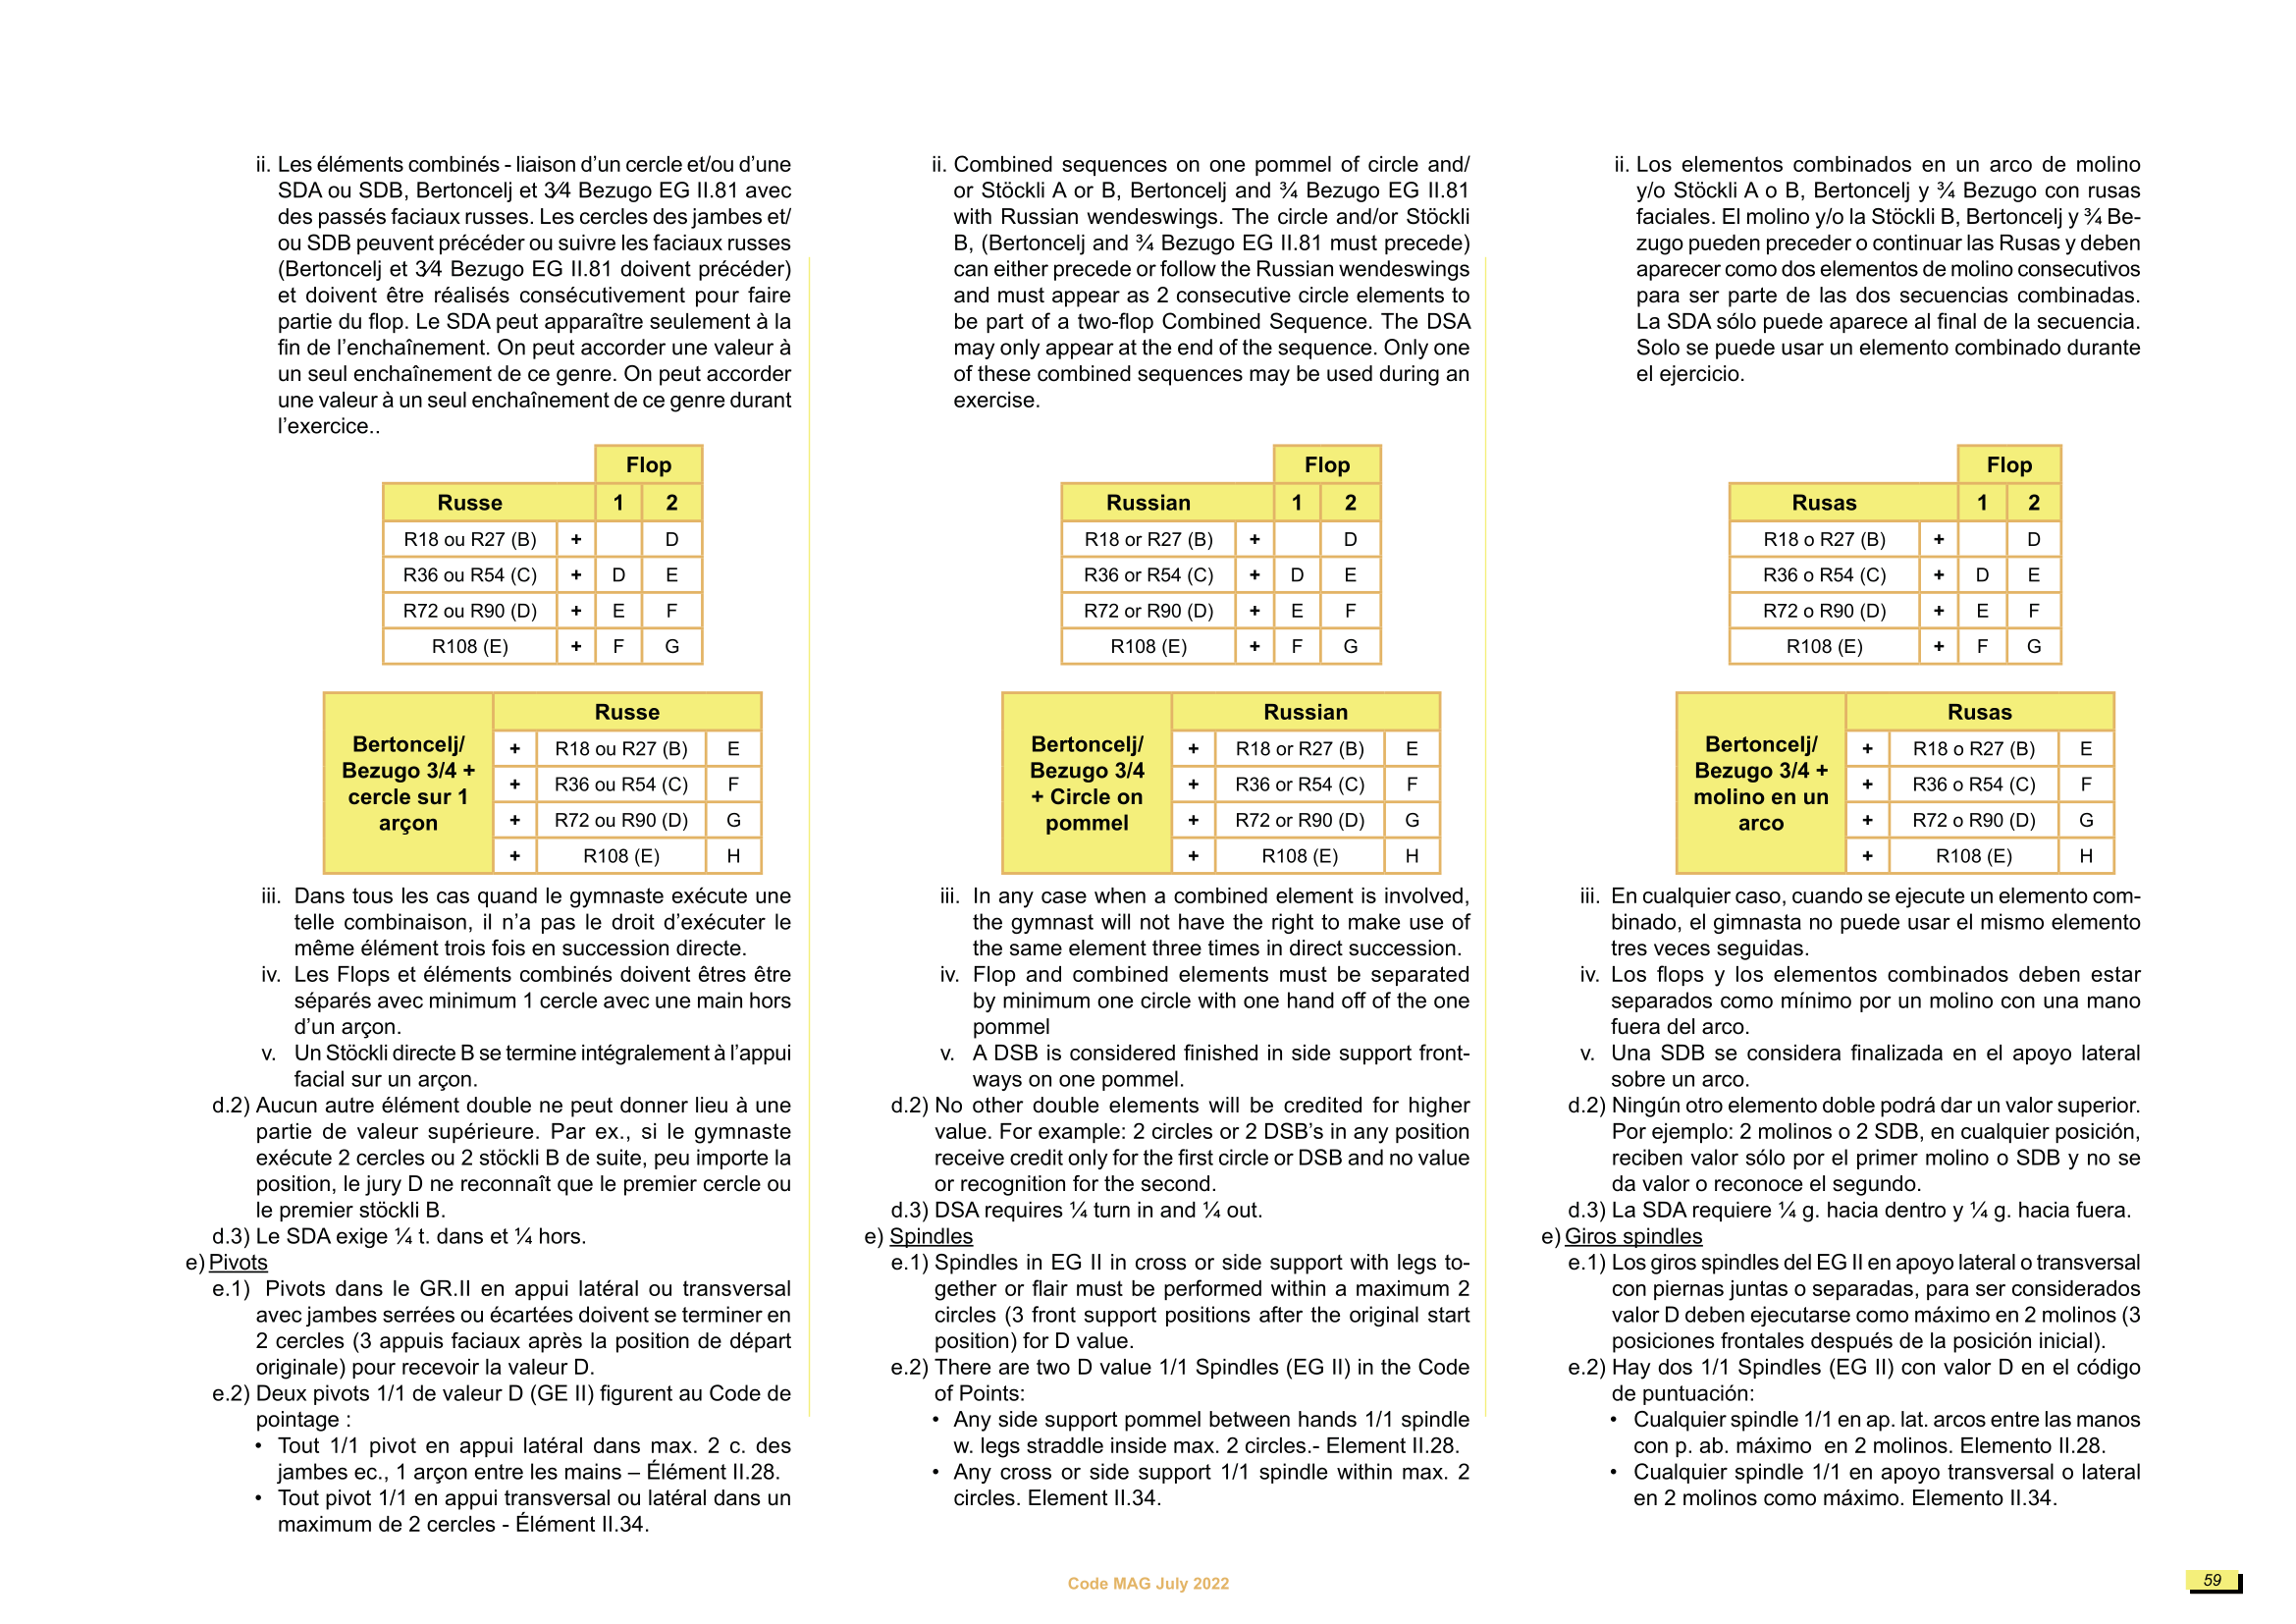 ii. Les éléments combinés - liaison d’un cercle et/ou d’une
SDA ou SDB, Bertoncelj et 3⁄4 Bezugo EG II.81 avec
des passés faciaux russes. Les cercles des jambes et/
ou SDB peuvent précéder ou suivre les faciaux russes
(Bertoncelj et 3⁄4 Bezugo EG II.81 doivent précéder)
et doivent être réalisés consécutivement pour faire
partie du flop. Le SDA peut apparaître seulement à la
fin de l’enchaînement. On peut accorder une valeur à
un seul enchaînement de ce genre. On peut accorder
une valeur à un seul enchaînement de ce genre durant
l’exercice..
Flop
Russe 1 2
R18 ou R27 (B) + D
R36 ou R54 (C) + D E
R72 ou R90 (D) + E F
R108 (E) + F G
Bertoncelj/
Bezugo 3/4 +
cercle sur 1
arçon
Russe
+ R18 ou R27 (B) E
+ R36 ou R54 (C) F
+ R72 ou R90 (D) G
+ R108 (E) H
iii. Dans tous les cas quand le gymnaste exécute une
telle combinaison, il n’a pas le droit d’exécuter le
même élément trois fois en succession directe.
iv. Les Flops et éléments combinés doivent êtres être
séparés avec minimum 1 cercle avec une main hors
d’un arçon.
v. Un Stöckli directe B se termine intégralement à l’appui
facial sur un arçon.
d.2) Aucun autre élément double ne peut donner lieu à une
partie de valeur supérieure. Par ex., si le gymnaste
exécute 2 cercles ou 2 stöckli B de suite, peu importe la
position, le jury D ne reconnaît que le premier cercle ou
le premier stöckli B.
d.3) Le SDA exige ¼ t. dans et ¼ hors.
e) Pivots
e.1) Pivots dans le GR.II en appui latéral ou transversal
avec jambes serrées ou écartées doivent se terminer en
2 cercles (3 appuis faciaux après la position de départ
originale) pour recevoir la valeur D.
e.2) Deux pivots 1/1 de valeur D (GE II) figurent au Code de
pointage :
• Tout 1/1 pivot en appui latéral dans max. 2 c. des
jambes ec., 1 arçon entre les mains – Élément II.28.
• Tout pivot 1/1 en appui transversal ou latéral dans un
maximum de 2 cercles - Élément II.34.
ii. Combined sequences on one pommel of circle and/
or Stöckli A or B, Bertoncelj and ¾ Bezugo EG II.81
with Russian wendeswings. The circle and/or Stöckli
B, (Bertoncelj and ¾ Bezugo EG II.81 must precede)
can either precede or follow the Russian wendeswings
and must appear as 2 consecutive circle elements to
be part of a two-flop Combined Sequence. The DSA
may only appear at the end of the sequence. Only one
of these combined sequences may be used during an
exercise.
Flop
Russian 1 2
R18 or R27 (B) + D
R36 or R54 (C) + D E
R72 or R90 (D) + E F
R108 (E) + F G
Bertoncelj/
Bezugo 3/4
+ Circle on
pommel
Russian
+ R18 or R27 (B) E
+ R36 or R54 (C) F
+ R72 or R90 (D) G
+ R108 (E) H
iii. In any case when a combined element is involved,
the gymnast will not have the right to make use of
the same element three times in direct succession.
iv. Flop and combined elements must be separated
by minimum one circle with one hand off of the one
pommel
v. A DSB is considered finished in side support front-
ways on one pommel.
d.2) No other double elements will be credited for higher
value. For example: 2 circles or 2 DSB’s in any position
receive credit only for the first circle or DSB and no value
or recognition for the second.
d.3) DSA requires ¼ turn in and ¼ out.
e) Spindles
e.1) Spindles in EG II in cross or side support with legs to-
gether or flair must be performed within a maximum 2
circles (3 front support positions after the original start
position) for D value.
e.2) There are two D value 1/1 Spindles (EG II) in the Code
of Points:
• Any side support pommel between hands 1/1 spindle
w. legs straddle inside max. 2 circles.- Element II.28.
• Any cross or side support 1/1 spindle within max. 2
circles. Element II.34.
ii. Los elementos combinados en un arco de molino
y/o Stöckli A o B, Bertoncelj y ¾ Bezugo con rusas
faciales. El molino y/o la Stöckli B, Bertoncelj y ¾ Be-
zugo pueden preceder o continuar las Rusas y deben
aparecer como dos elementos de molino consecutivos
para ser parte de las dos secuencias combinadas.
La SDA sólo puede aparece al final de la secuencia.
Solo se puede usar un elemento combinado durante
el ejercicio.
Flop
Rusas 1 2
R18 o R27 (B) + D
R36 o R54 (C) + D E
R72 o R90 (D) + E F
R108 (E) + F G
Bertoncelj/
Bezugo 3/4 +
molino en un
arco
Rusas
+ R18 o R27 (B) E
+ R36 o R54 (C) F
+ R72 o R90 (D) G
+ R108 (E) H
iii. En cualquier caso, cuando se ejecute un elemento com-
binado, el gimnasta no puede usar el mismo elemento
tres veces seguidas.
iv. Los flops y los elementos combinados deben estar
separados como mínimo por un molino con una mano
fuera del arco.
v. Una SDB se considera finalizada en el apoyo lateral
sobre un arco.
d.2) Ningún otro elemento doble podrá dar un valor superior.
Por ejemplo: 2 molinos o 2 SDB, en cualquier posición,
reciben valor sólo por el primer molino o SDB y no se
da valor o reconoce el segundo.
d.3) La SDA requiere ¼ g. hacia dentro y ¼ g. hacia fuera.
e) Giros spindles
e.1) Los giros spindles del EG II en apoyo lateral o transversal
con piernas juntas o separadas, para ser considerados
valor D deben ejecutarse como máximo en 2 molinos (3
posiciones frontales después de la posición inicial).
e.2) Hay dos 1/1 Spindles (EG II) con valor D en el código
de puntuación:
• Cualquier spindle 1/1 en ap. lat. arcos entre las manos
con p. ab. máximo en 2 molinos. Elemento II.28.
• Cualquier spindle 1/1 en apoyo transversal o lateral
en 2 molinos como máximo. Elemento II.34.
Code MAG July 2022
59